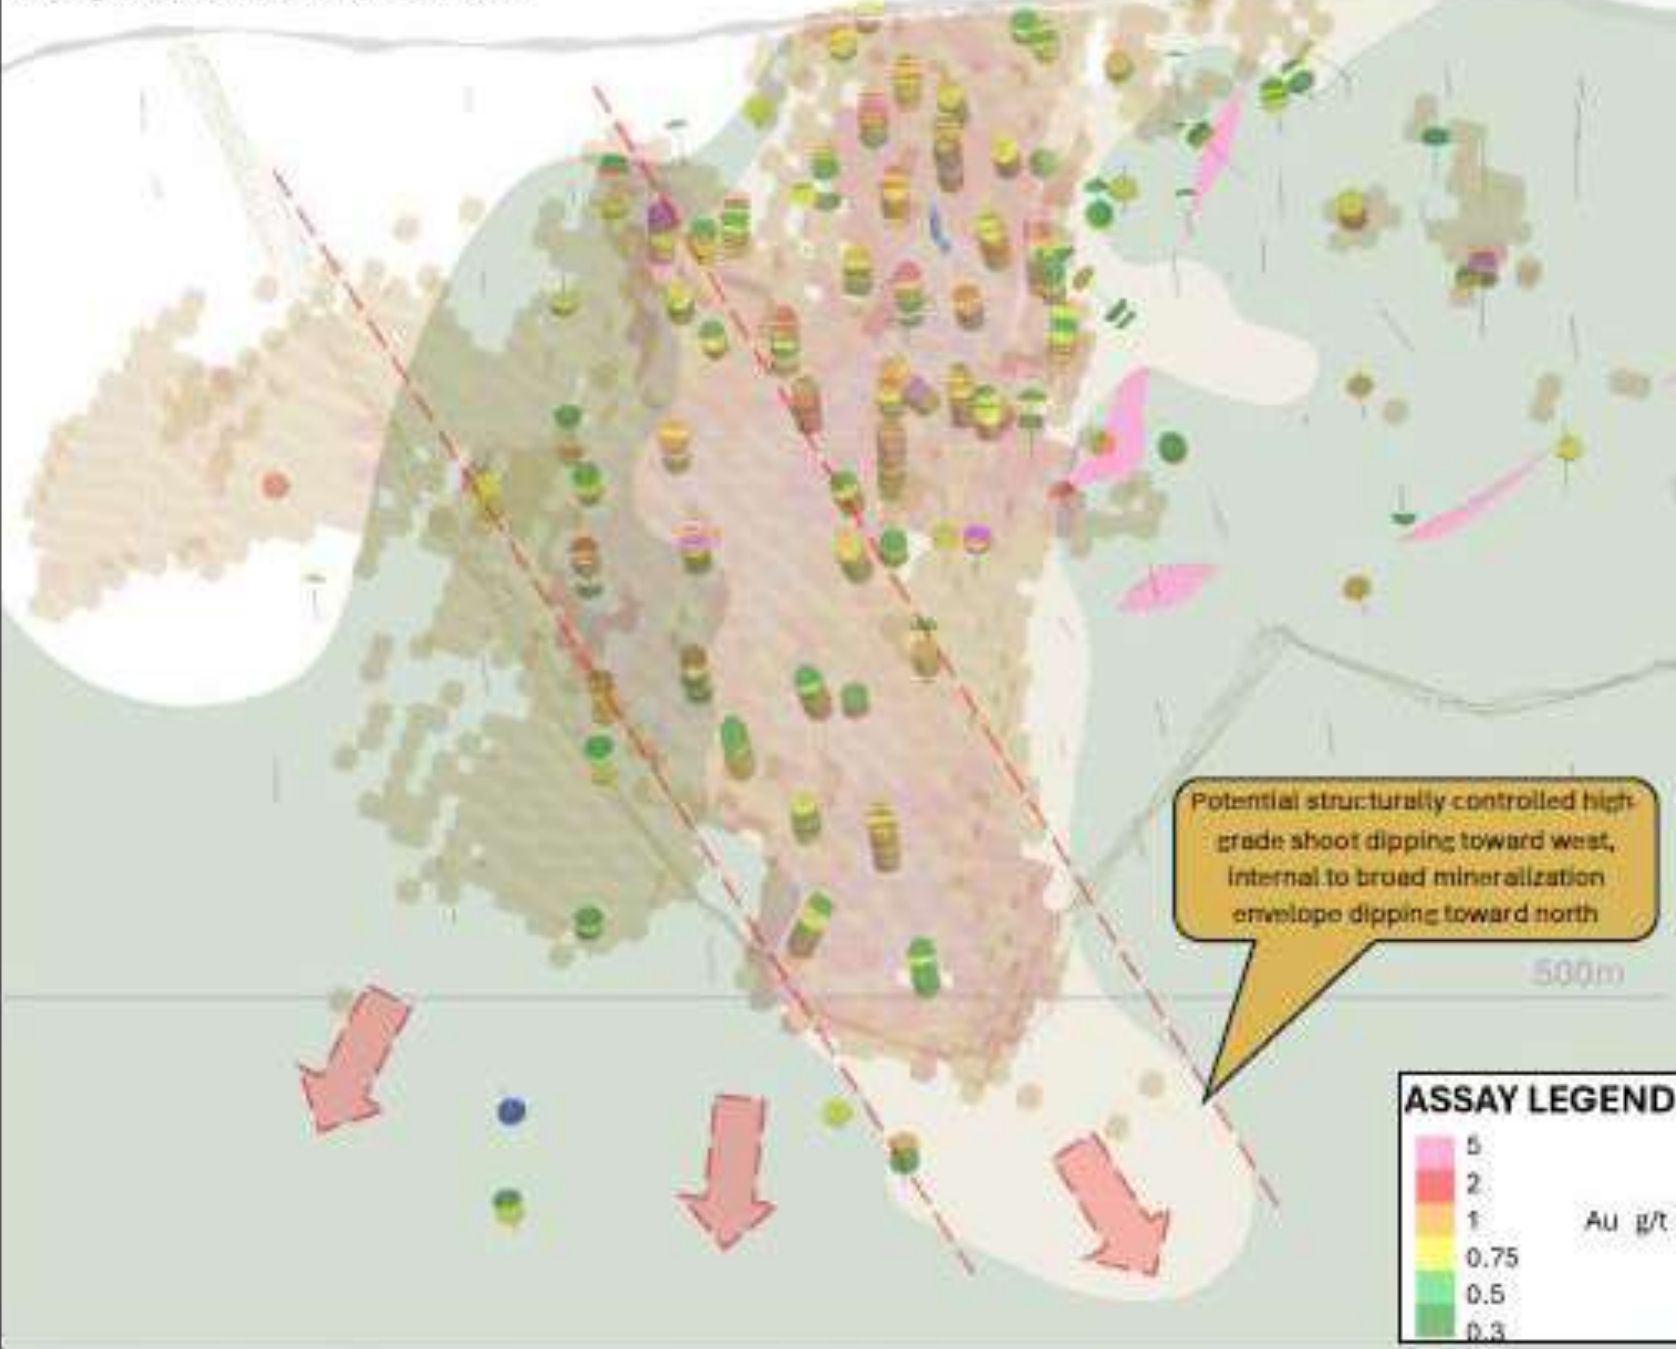 Potential structurally controlled high
grade shoot dipping toward west,
internal to broad mineralization
envelope dipping toward north
500m
ASSAY LEGEND
5
2
1
Au g/t
0.75
0.5
0.3